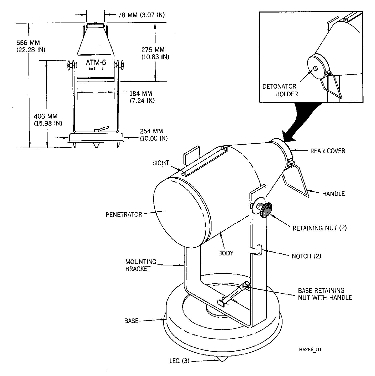 78 MM (3.07 IN)
566 MM
(22.28 IN)
275 MM
(10.83 IN)
ATM-6
184 MM
(7.24 IN)
406 MM
(15.98 IN)
254 MM
(10.00 IN)
DETONATOR
HOLDER
REAR COVER
SIGHT
HANDLE
PENETRATOR
RETAINING NUT (2)
BODY
NOTCH (2)
MOUNTING
BRACKET
BASE RETAINING
NUT WITH HANDLE
BASE
LEG (3)